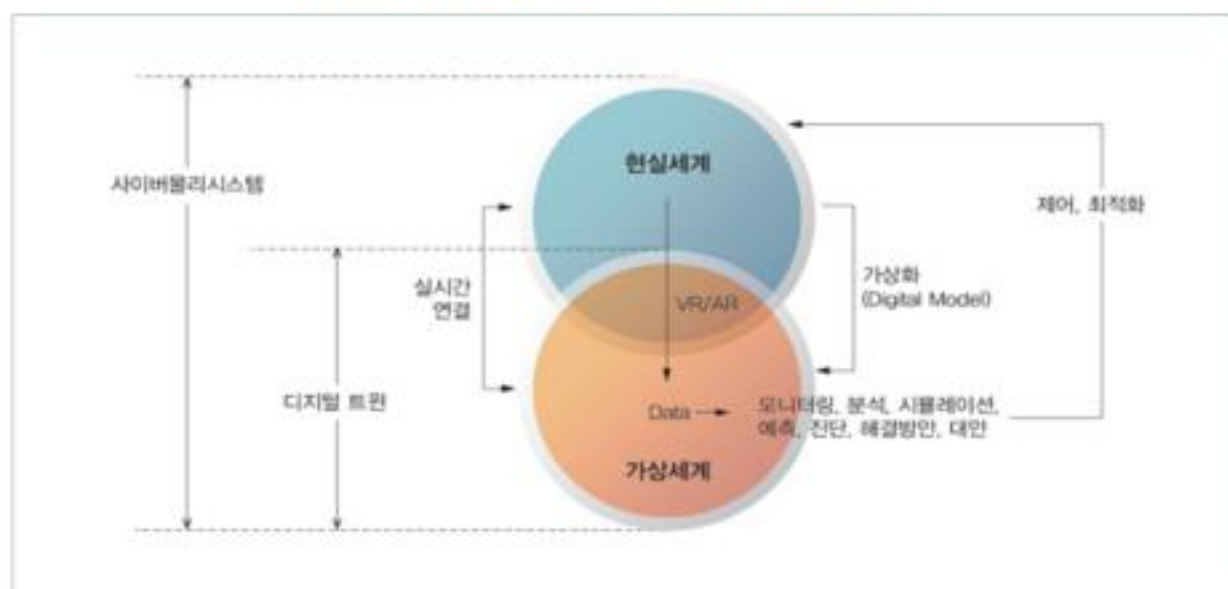 현실세계
사이버물리시스템
제어, 최적화
실시간
연결
가상화
(Digital Model)
VR/AR
디지털 트윈
Data
모니터링, 분석, 시뮬레이션,
예측, 진단, 해결방안, 대안
가상세계